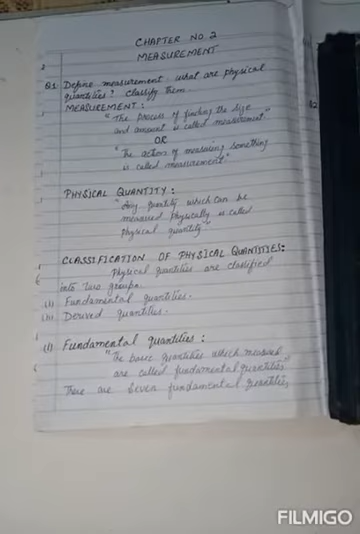 CHAPTER NO. 2
MEASUREMENT
Q1 Define measurement. what are physical
quantities? Classify them.
MEASUREMENT:
"The process of finding the size
and amount is called measurement"
OR
"The action of measuring something
is called measurement"
PHYSICAL QUANTITY:
"Any quantity which can be
measured physically is called
physical quantity"
CLASSIFICATION OF PHYSICAL QUANTITIES:
Physical quantities are classified
into two groups.
(i) Fundamental quantities.
(ii) Derived quantities.
(i) Fundamental quantities:
"The basic quantities which measured
are called fundamental quantities"
There are seven fundamental quantities
FILMIGO